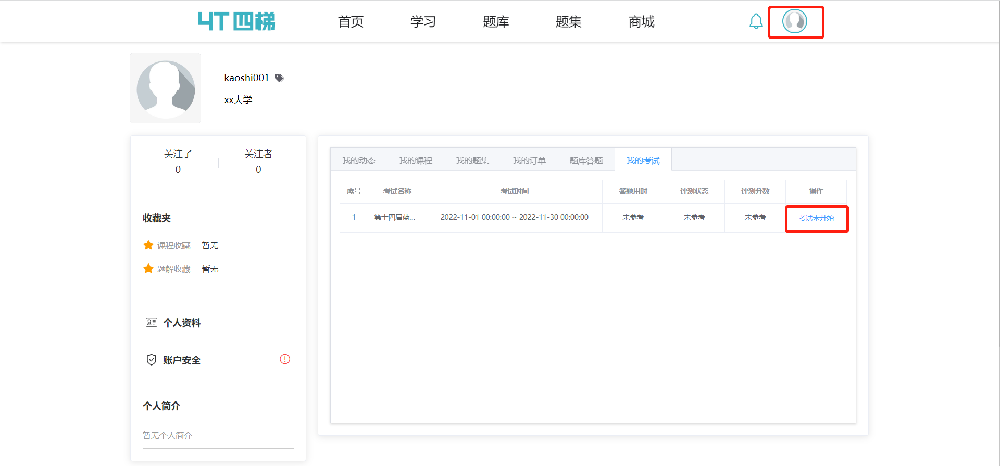 4T 四梯 首页 学习 题库 题集 商城
kaoshi001
xx大学
关注了 关注者
0 0
收藏夹
课程收藏 暂无
题解收藏 暂无
个人资料
账户安全
个人简介
暂无个人简介
我的动态 我的课程 我的题集 我的订单 题库答题 我的考试
序号 考试名称 考试时间 答题用时 评测状态 评测分数 操作
1 第十四届蓝... 2022-11-01 00:00:00 ~ 2022-11-30 00:00:00 未参考 未参考 未参考 考试未开始